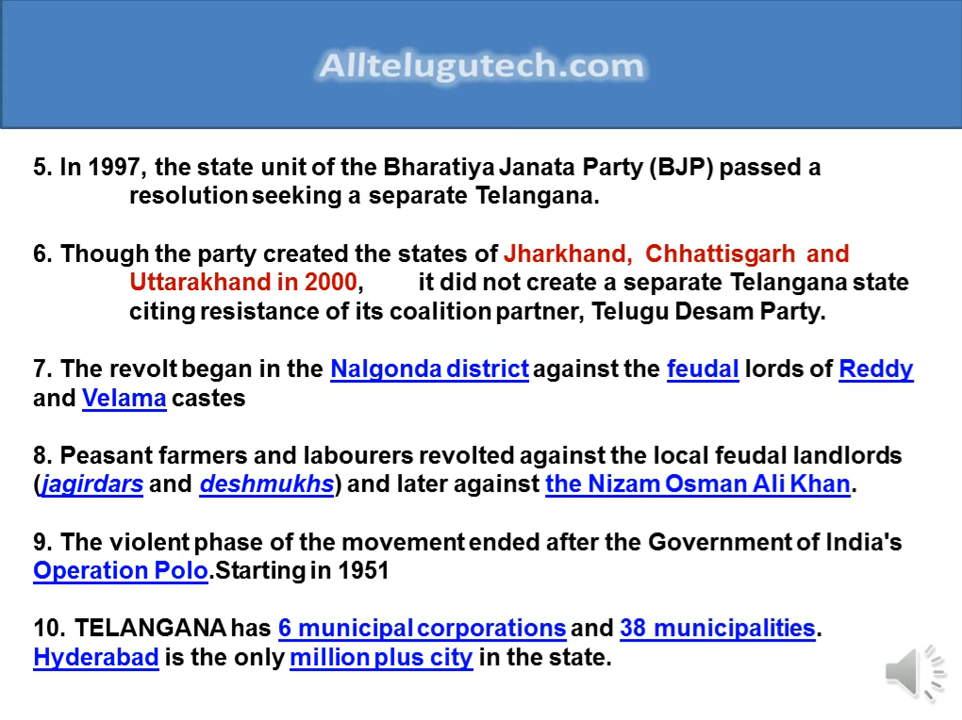 Alltelugutech.com
5. In 1997, the state unit of the Bharatiya Janata Party (BJP) passed a
resolution seeking a separate Telangana.
6. Though the party created the states of Jharkhand, Chhattisgarh and
Uttarakhand in 2000, it did not create a separate Telangana state
citing resistance of its coalition partner, Telugu Desam Party.
7. The revolt began in the Nalgonda district against the feudal lords of Reddy
and Velama castes
8. Peasant farmers and labourers revolted against the local feudal landlords
(jagirdars and deshmukhs) and later against the Nizam Osman Ali Khan.
9. The violent phase of the movement ended after the Government of India's
Operation Polo.Starting in 1951
10. TELANGANA has 6 municipal corporations and 38 municipalities.
Hyderabad is the only million plus city in the state.